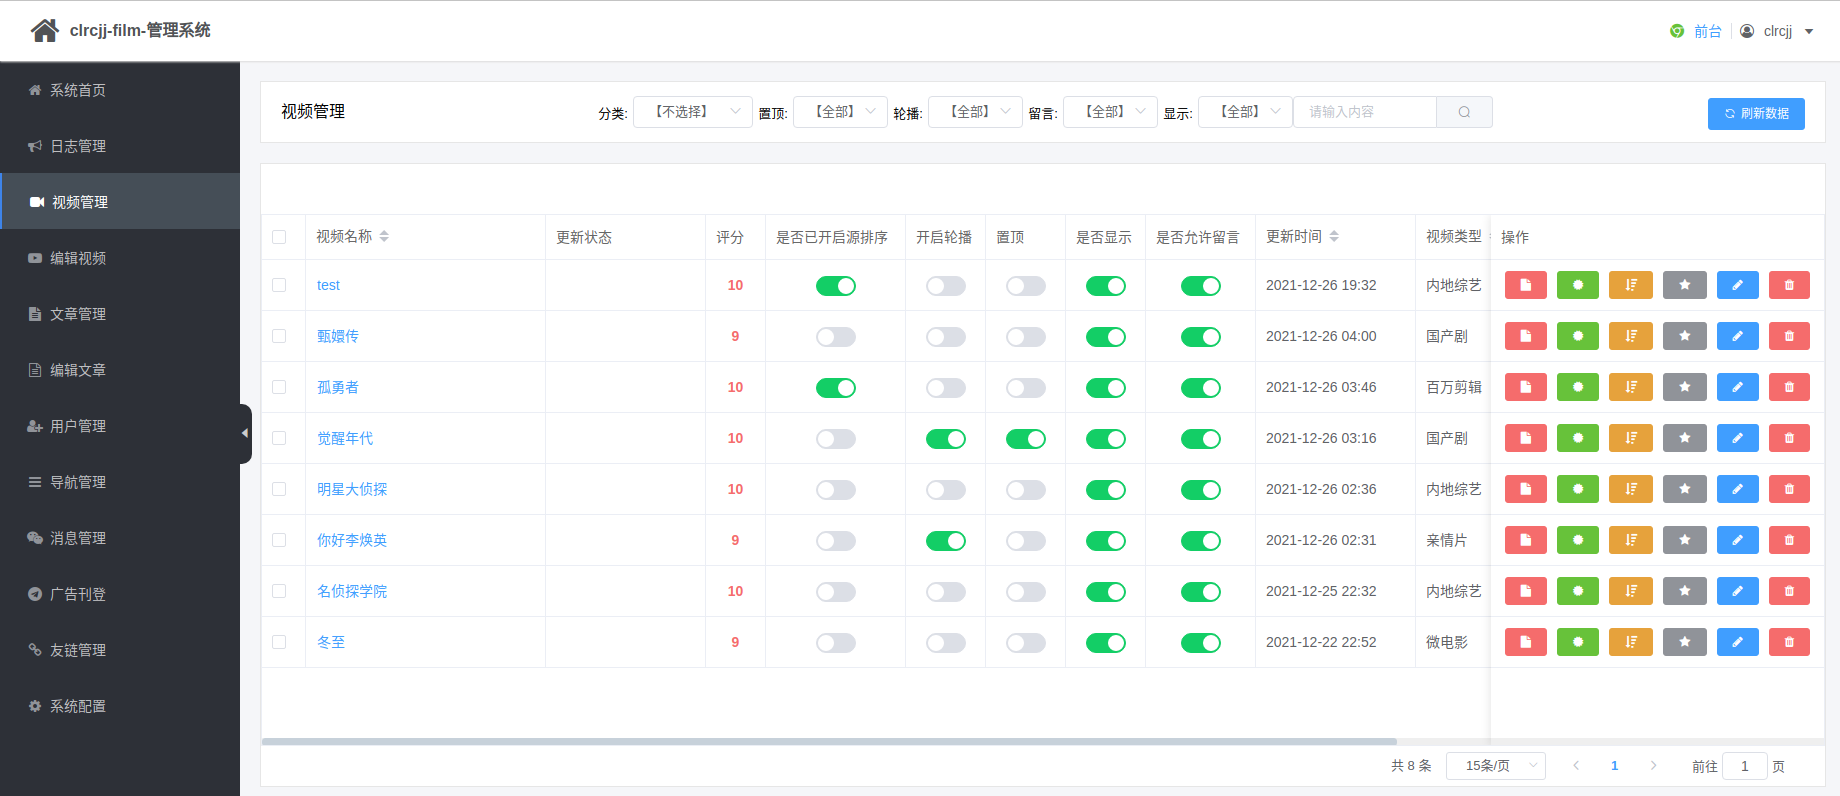 clrcjj-film-管理系统
前台 clrcjj
系统首页
日志管理
视频管理
编辑视频
文章管理
编辑文章
用户管理
导航管理
消息管理
广告刊登
友链管理
系统配置
视频管理 分类: 【不选择】 置顶: 【全部】 轮播: 【全部】 留言: 【全部】 显示: 【全部】 请输入内容 刷新数据
视频名称 更新状态 评分 是否已开启源排序 开启轮播 置顶 是否显示 是否允许留言 更新时间 视频类型 操作
test 10 2021-12-26 19:32 内地综艺
甄嬛传 9 2021-12-26 04:00 国产剧
孤勇者 10 2021-12-26 03:46 百万剪辑
觉醒年代 10 2021-12-26 03:16 国产剧
明星大侦探 10 2021-12-26 02:36 内地综艺
你好李焕英 9 2021-12-26 02:31 亲情片
名侦探学院 10 2021-12-25 22:32 内地综艺
冬至 9 2021-12-22 22:52 微电影
共 8 条 15条/页 1 前往 1 页